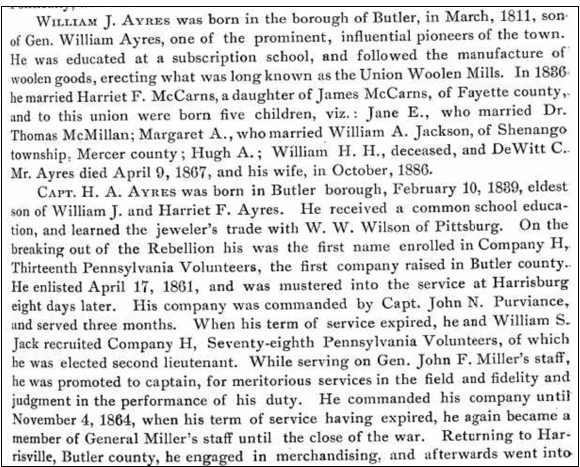 WILLIAM J. AYRES was born in the borough of Butler, in March, 1811, son
of Gen. William Ayres, one of the prominent, influential pioneers of the town.
He was educated at a subscription school, and followed the manufacture of
woolen goods, erecting what was long known as the Union Woolen Mills. In 1836
he married Harriet F. McCarns, a daughter of James McCarns, of Fayette county,
and to this union were born five children, viz.: Jane E., who married Dr.
Thomas McMillan; Margaret A., who married William A. Jackson, of Shenango
township, Mercer county; Hugh A.; William H. H., deceased, and DeWitt C.
Mr. Ayres died April 9, 1867, and his wife, in October, 1886.
CAPT. H. A. AYRES was born in Butler borough, February 10, 1839, eldest
son of William J. and Harriet F. Ayres. He received a common school educa-
tion, and learned the jeweler's trade with W. W. Wilson of Pittsburg. On the
breaking out of the Rebellion his was the first name enrolled in Company H,
Thirteenth Pennsylvania Volunteers, the first company raised in Butler county.
He enlisted April 17, 1861, and was mustered into the service at Harrisburg
eight days later. His company was commanded by Capt. John N. Purviance,
and served three months. When his term of service expired, he and William S.
Jack recruited Company H, Seventy-eighth Pennsylvania Volunteers, of which
he was elected second lieutenant. While serving on Gen. John F. Miller's staff,
he was promoted to captain, for meritorious services in the field and fidelity and
judgment in the performance of his duty. He commanded his company until
November 4, 1864, when his term of service having expired, he again became a
member of General Miller's staff until the close of the war. Returning to Har-
risville, Butler county, he engaged in merchandising, and afterwards went into